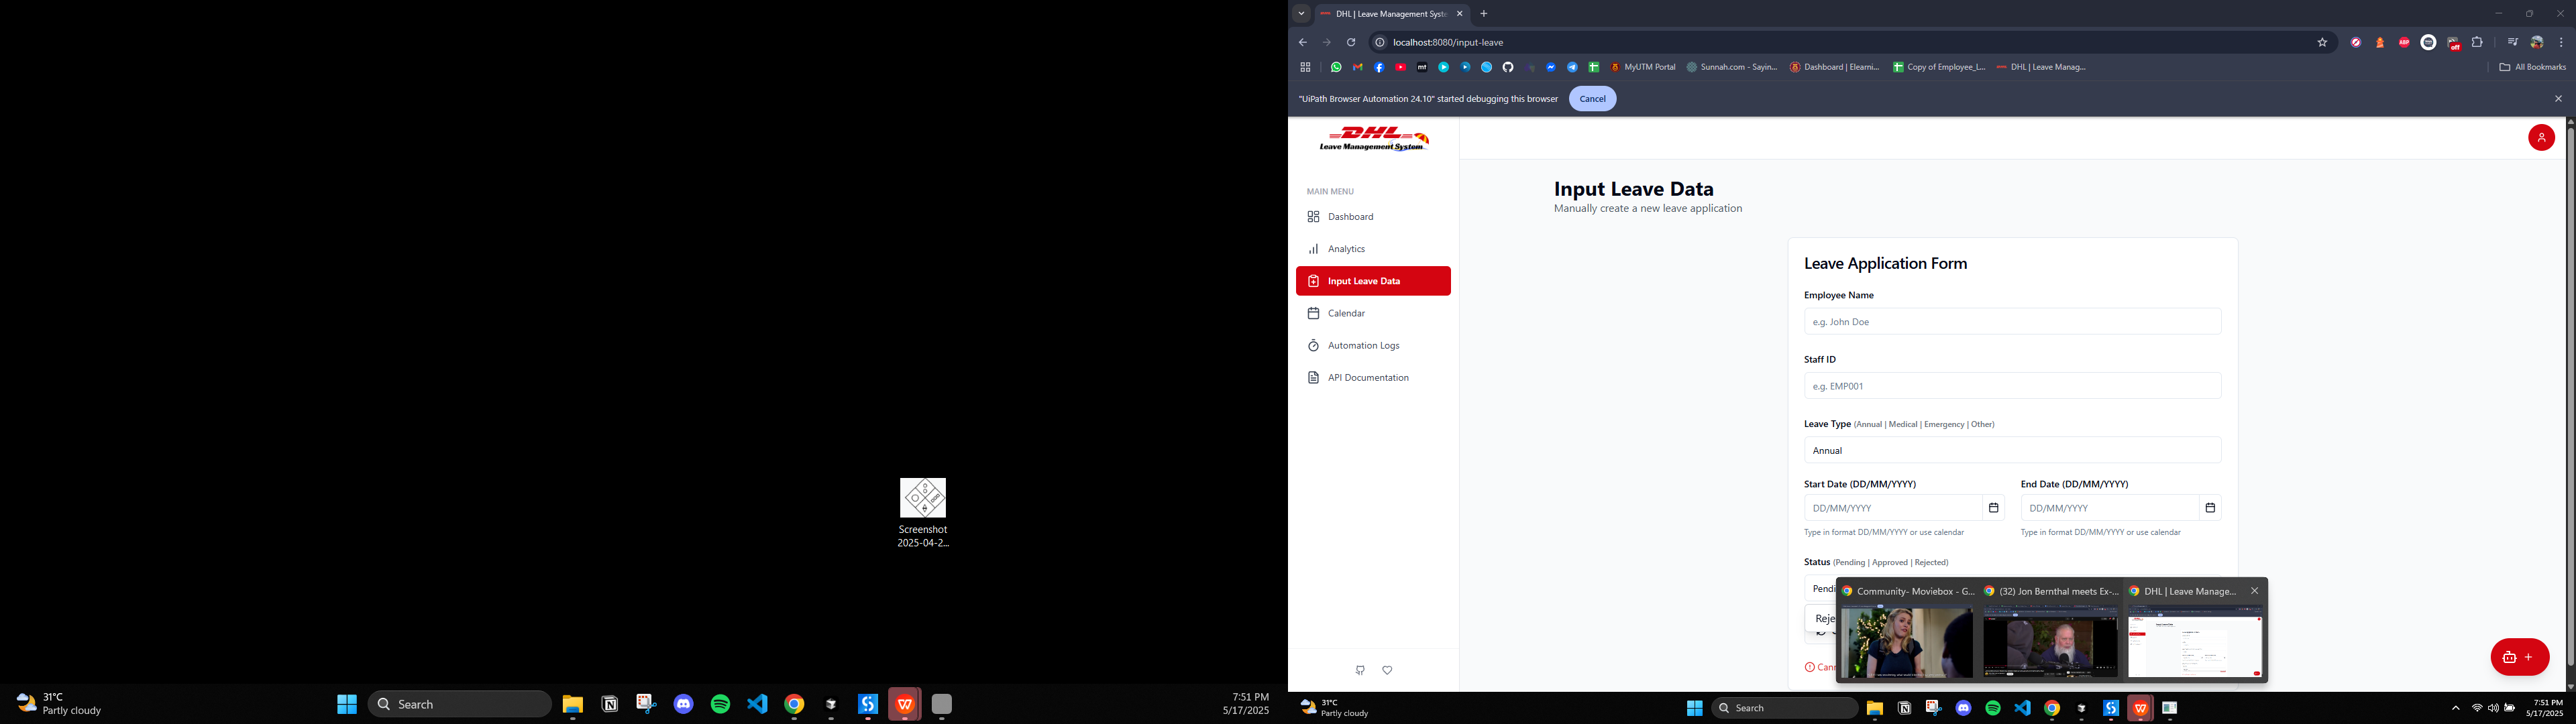 Screenshot
2025-04-2...
31°C
Partly cloudy
Search
7:51 PM
5/17/2025
DHL | Leave Management Syste
localhost:8080/input-leave
MyUTM Portal
Sunnah.com - Sayin...
Dashboard | Elearni...
Copy of Employee_L...
DHL | Leave Manag...
All Bookmarks
"UiPath Browser Automation 24.10" started debugging this browser
Cancel
DHL
Leave Management System
MAIN MENU
Dashboard
Analytics
Input Leave Data
Calendar
Automation Logs
API Documentation
Input Leave Data
Manually create a new leave application
Leave Application Form
Employee Name
e.g. John Doe
Staff ID
e.g. EMP001
Leave Type (Annual | Medical | Emergency | Other)
Annual
Start Date (DD/MM/YYYY)
End Date (DD/MM/YYYY)
DD/MM/YYYY
DD/MM/YYYY
Type in format DD/MM/YYYY or use calendar
Type in format DD/MM/YYYY or use calendar
Status (Pending | Approved | Rejected)
Pendi
Reje
Cann
Community- Moviebox - G...
(32) Jon Bernthal meets Ex-...
DHL | Leave Manage...
31°C
Partly cloudy
Search
7:51 PM
5/17/2025